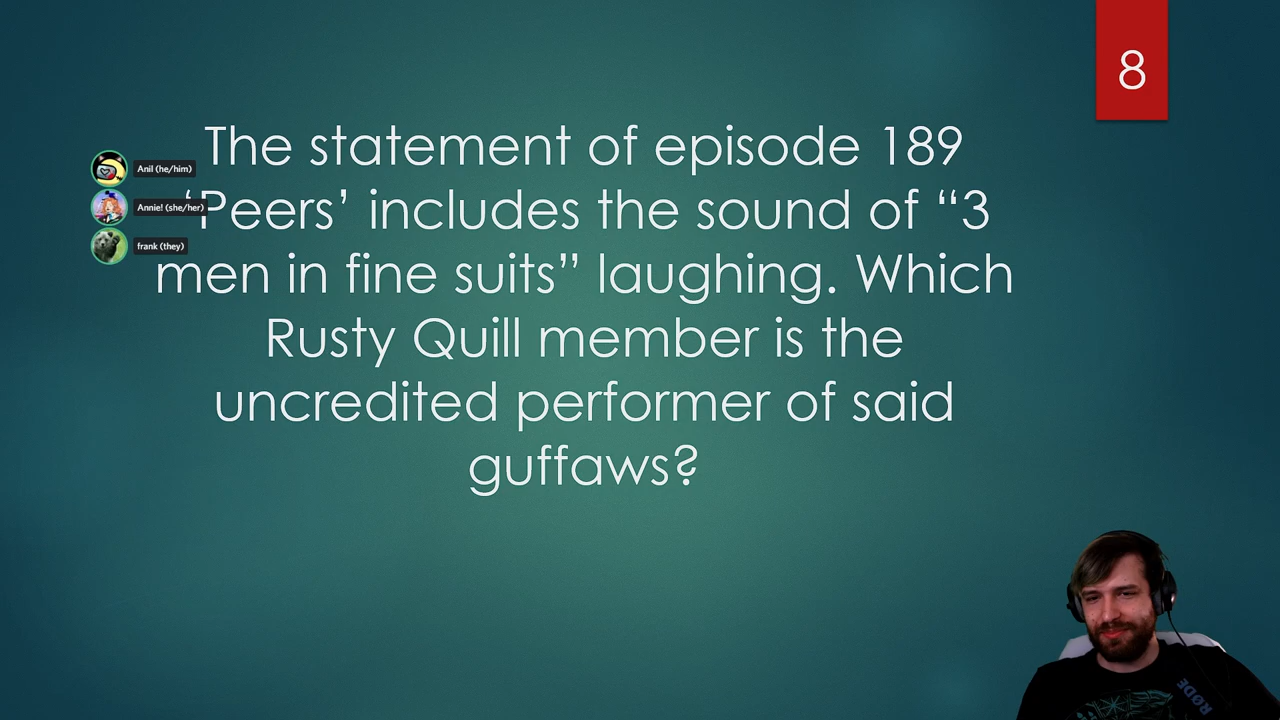 8
The statement of episode 189
‘Peers’ includes the sound of “3
men in fine suits” laughing. Which
Rusty Quill member is the
uncredited performer of said
guffaws?
Anil (he/him)
Annie! (she/her)
frank (they)
RØDE